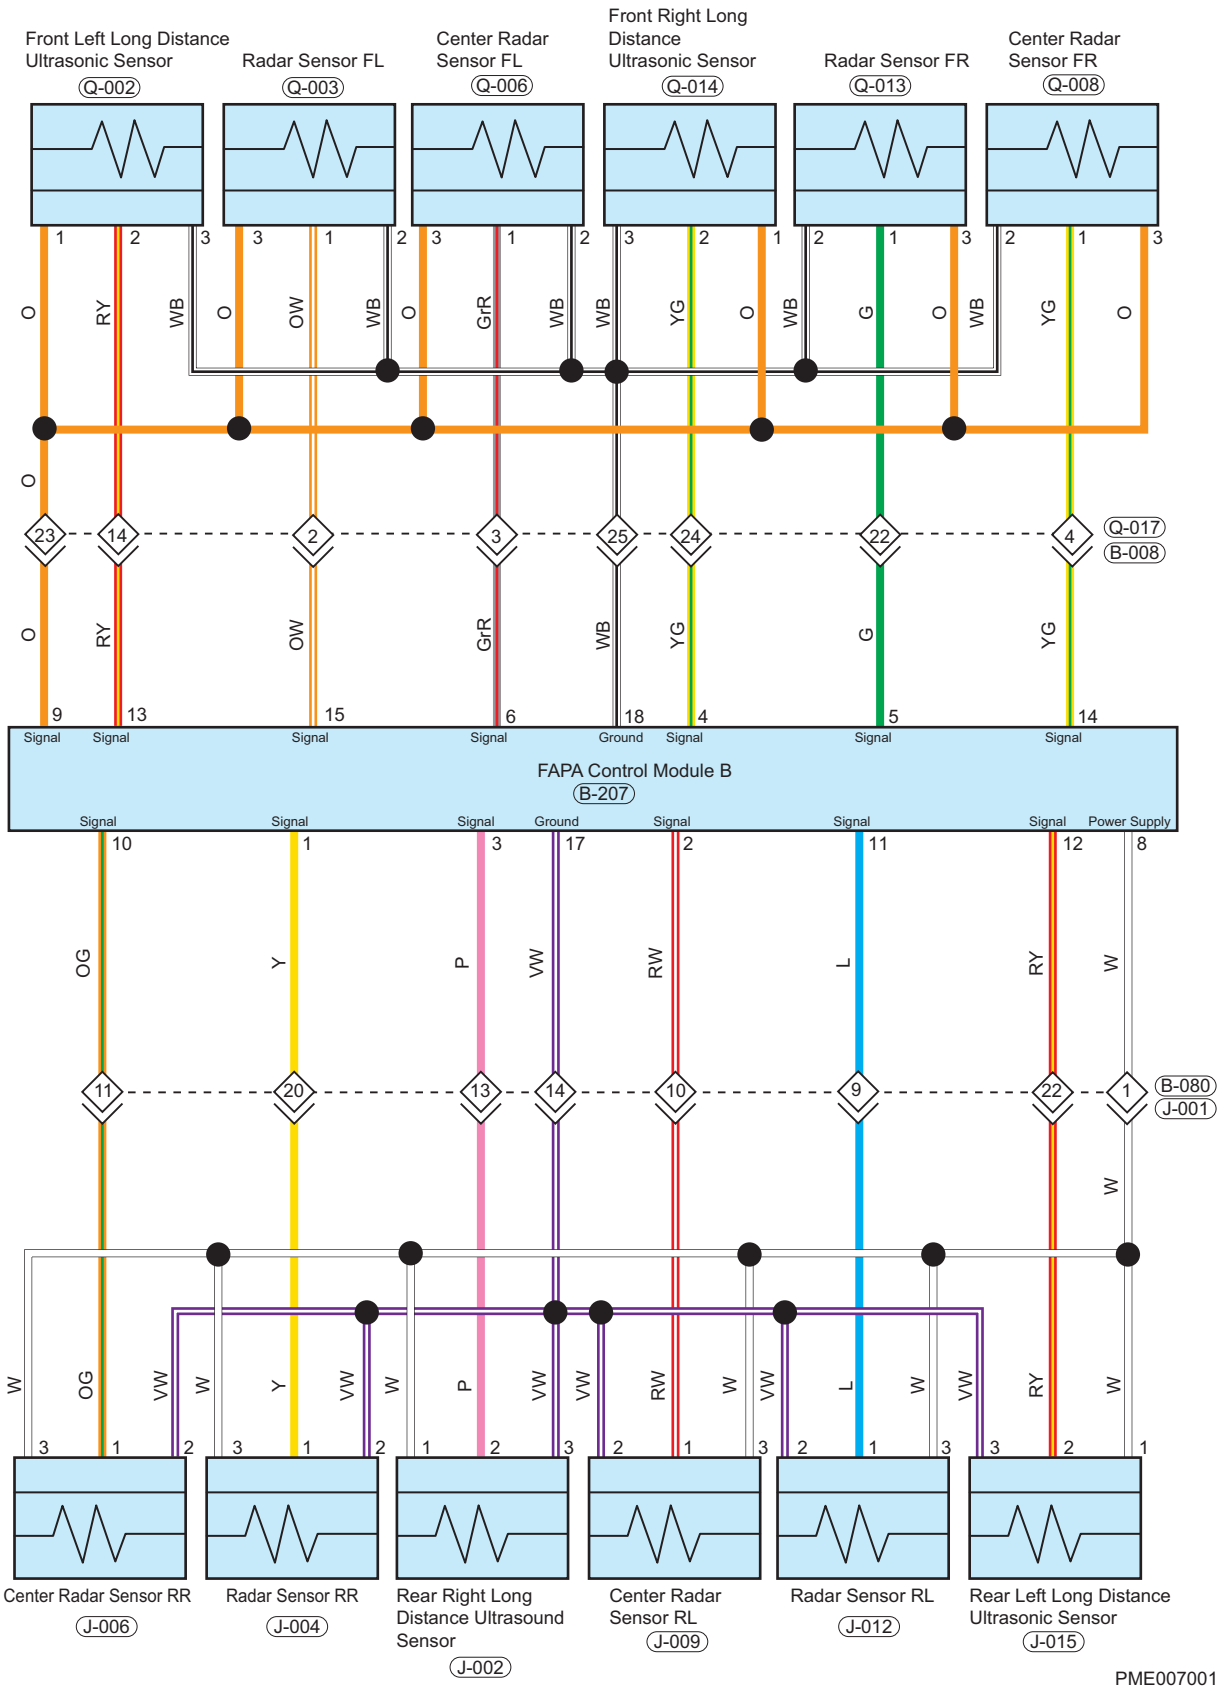 Front Left Long Distance
Ultrasonic Sensor
Q-002
Radar Sensor FL
Q-003
Center Radar
Sensor FL
Q-006
Front Right Long
Distance
Ultrasonic Sensor
Q-014
Radar Sensor FR
Q-013
Center Radar
Sensor FR
Q-008
1 2 3 3 1 2 3 1 2 3 2 1 2 1 3 2 1 3
O RY WB O OW WB O GrR WB WB YG O WB G O WB YG O
O
23 14 2 3 25 24 22 4
Q-017
B-008
O RY OW GrR WB YG G YG
9 13 15 6 18 4 5 14
Signal Signal Signal Signal Ground Signal Signal Signal
FAPA Control Module B
B-207
Signal Signal Signal Ground Signal Signal Signal Power Supply
10 1 3 17 2 11 12 8
OG Y P VW RW L RY W
11 20 13 14 10 9 22 1
B-080
J-001
W
W OG VW W Y VW W P VW VW RW W VW L W VW RY W
3 1 2 3 1 2 1 2 3 2 1 3 2 1 3 3 2 1
Center Radar Sensor RR
J-006
Radar Sensor RR
J-004
Rear Right Long
Distance Ultrasound
Sensor
J-002
Center Radar
Sensor RL
J-009
Radar Sensor RL
J-012
Rear Left Long Distance
Ultrasonic Sensor
J-015
PME007001